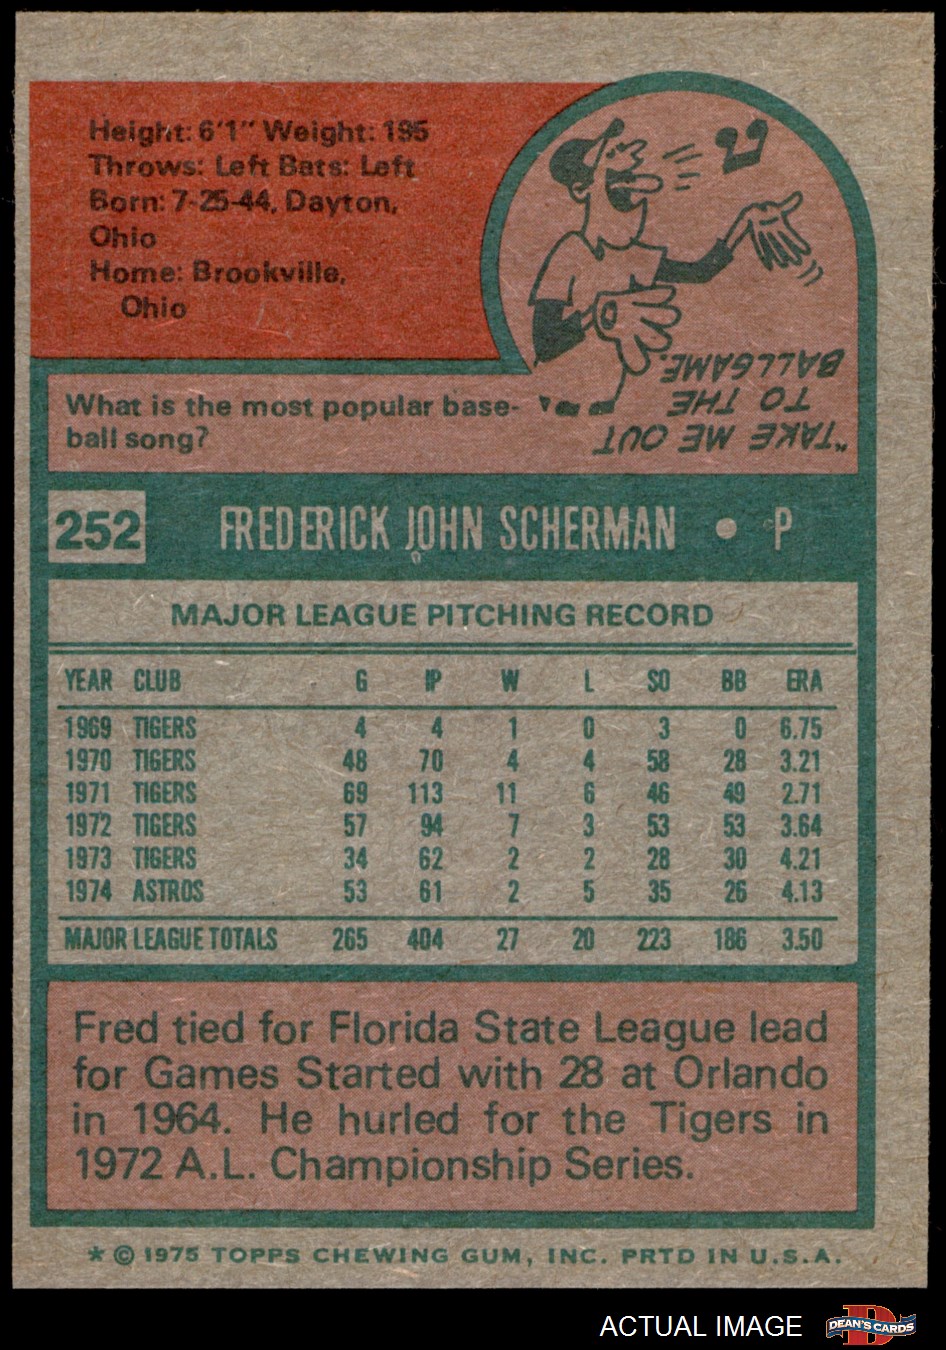 Height: 6'1" Weight: 195
Throws: Left Bats: Left
Born: 7-25-44, Dayton,
Ohio
Home: Brookville,
Ohio
What is the most popular base-
ball song?
"TAKE ME OUT
TO THE
BALLGAME.
252 FREDERICK JOHN SCHERMAN • P
MAJOR LEAGUE PITCHING RECORD
YEAR CLUB G IP W L SO BB ERA
1969 TIGERS 4 4 1 0 3 0 6.75
1970 TIGERS 48 70 4 4 58 28 3.21
1971 TIGERS 69 113 11 6 46 49 2.71
1972 TIGERS 57 94 7 3 53 53 3.64
1973 TIGERS 34 62 2 2 28 30 4.21
1974 ASTROS 53 61 2 5 35 26 4.13
MAJOR LEAGUE TOTALS 265 404 27 20 223 186 3.50
Fred tied for Florida State League lead
for Games Started with 28 at Orlando
in 1964. He hurled for the Tigers in
1972 A.L. Championship Series.
* © 1975 TOPPS CHEWING GUM, INC. PRTD IN U.S.A.
ACTUAL IMAGE
DEAN'S CARDS